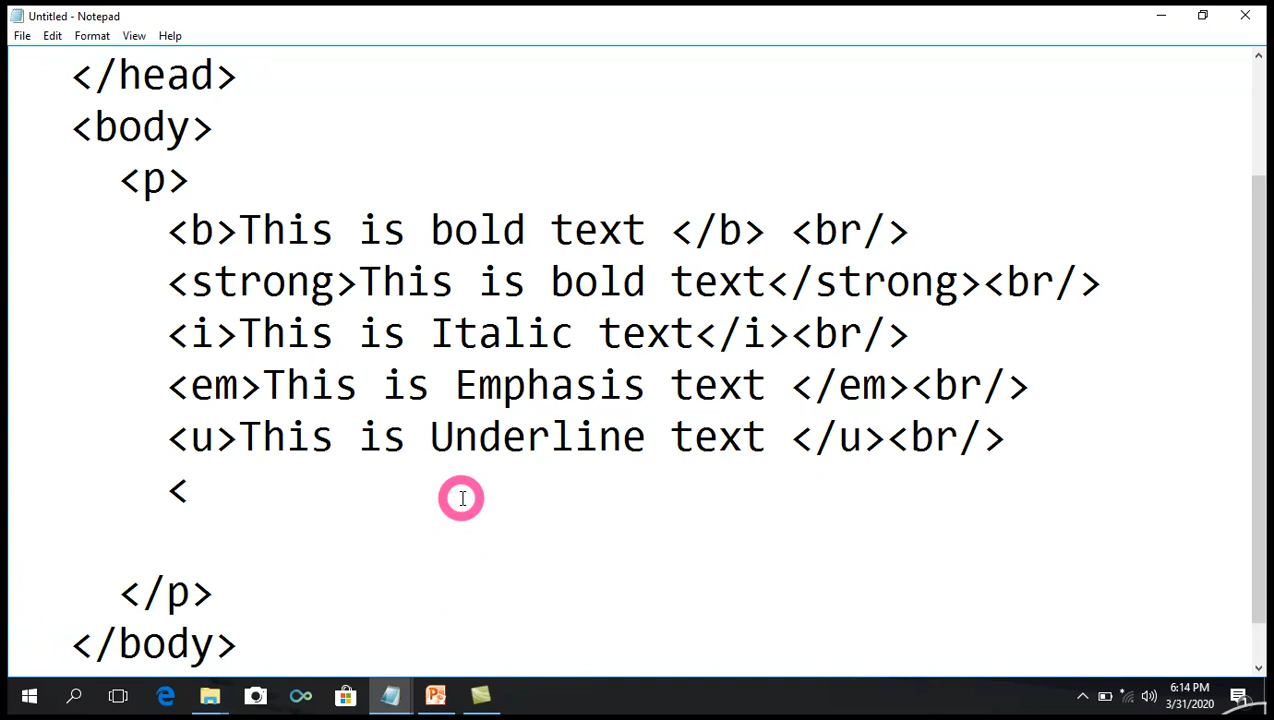 Untitled - Notepad
File Edit Format View Help
</head>
<body>
<p>
<b>This is bold text </b> <br/>
<strong>This is bold text</strong><br/>
<i>This is Italic text</i><br/>
<em>This is Emphasis text </em><br/>
<u>This is Underline text </u><br/>
<
</p>
</body>
6:14 PM
3/31/2020